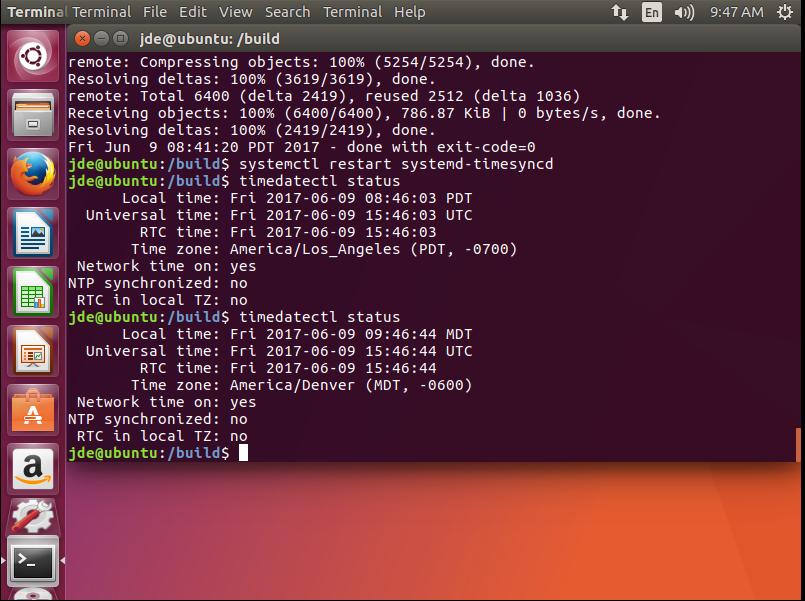 Terminal Terminal File Edit View Search Terminal Help En 9:47 AM
jde@ubuntu: /build
remote: Compressing objects: 100% (5254/5254), done.
Resolving deltas: 100% (3619/3619), done.
remote: Total 6400 (delta 2419), reused 2512 (delta 1036)
Receiving objects: 100% (6400/6400), 786.87 KiB | 0 bytes/s, done.
Resolving deltas: 100% (2419/2419), done.
Fri Jun  9 08:41:20 PDT 2017 - done with exit-code=0
jde@ubuntu:/build$ systemctl restart systemd-timesyncd
jde@ubuntu:/build$ timedatectl status
      Local time: Fri 2017-06-09 08:46:03 PDT
  Universal time: Fri 2017-06-09 15:46:03 UTC
        RTC time: Fri 2017-06-09 15:46:03
       Time zone: America/Los_Angeles (PDT, -0700)
 Network time on: yes
NTP synchronized: no
 RTC in local TZ: no
jde@ubuntu:/build$ timedatectl status
      Local time: Fri 2017-06-09 09:46:44 MDT
  Universal time: Fri 2017-06-09 15:46:44 UTC
        RTC time: Fri 2017-06-09 15:46:44
       Time zone: America/Denver (MDT, -0600)
 Network time on: yes
NTP synchronized: no
 RTC in local TZ: no
jde@ubuntu:/build$